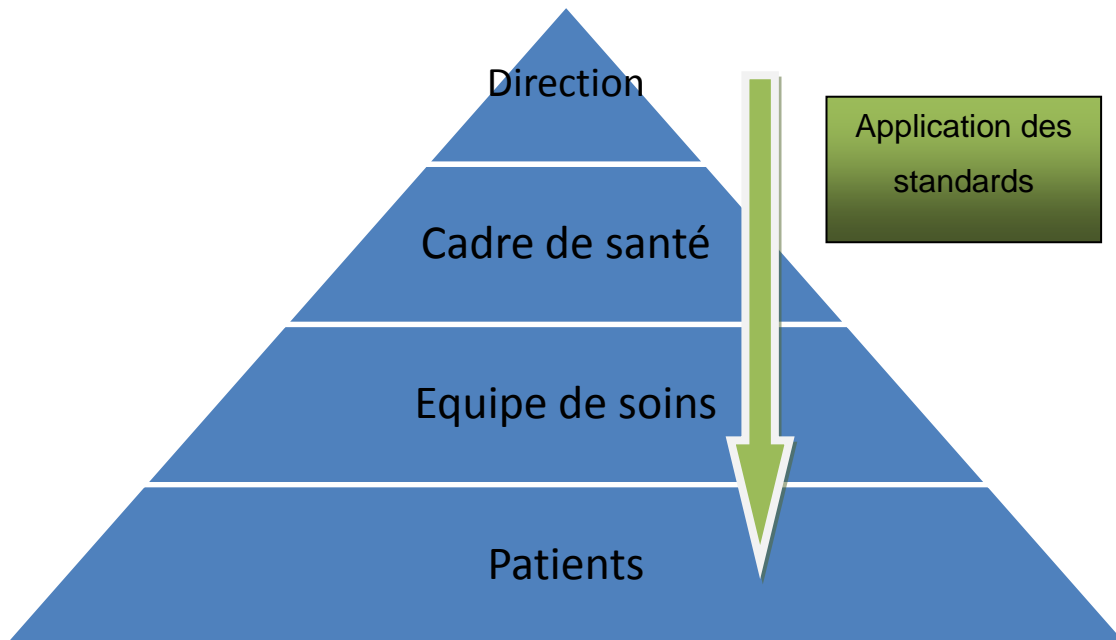 Direction
Application des
standards
Cadre de santé
Equipe de soins
Patients